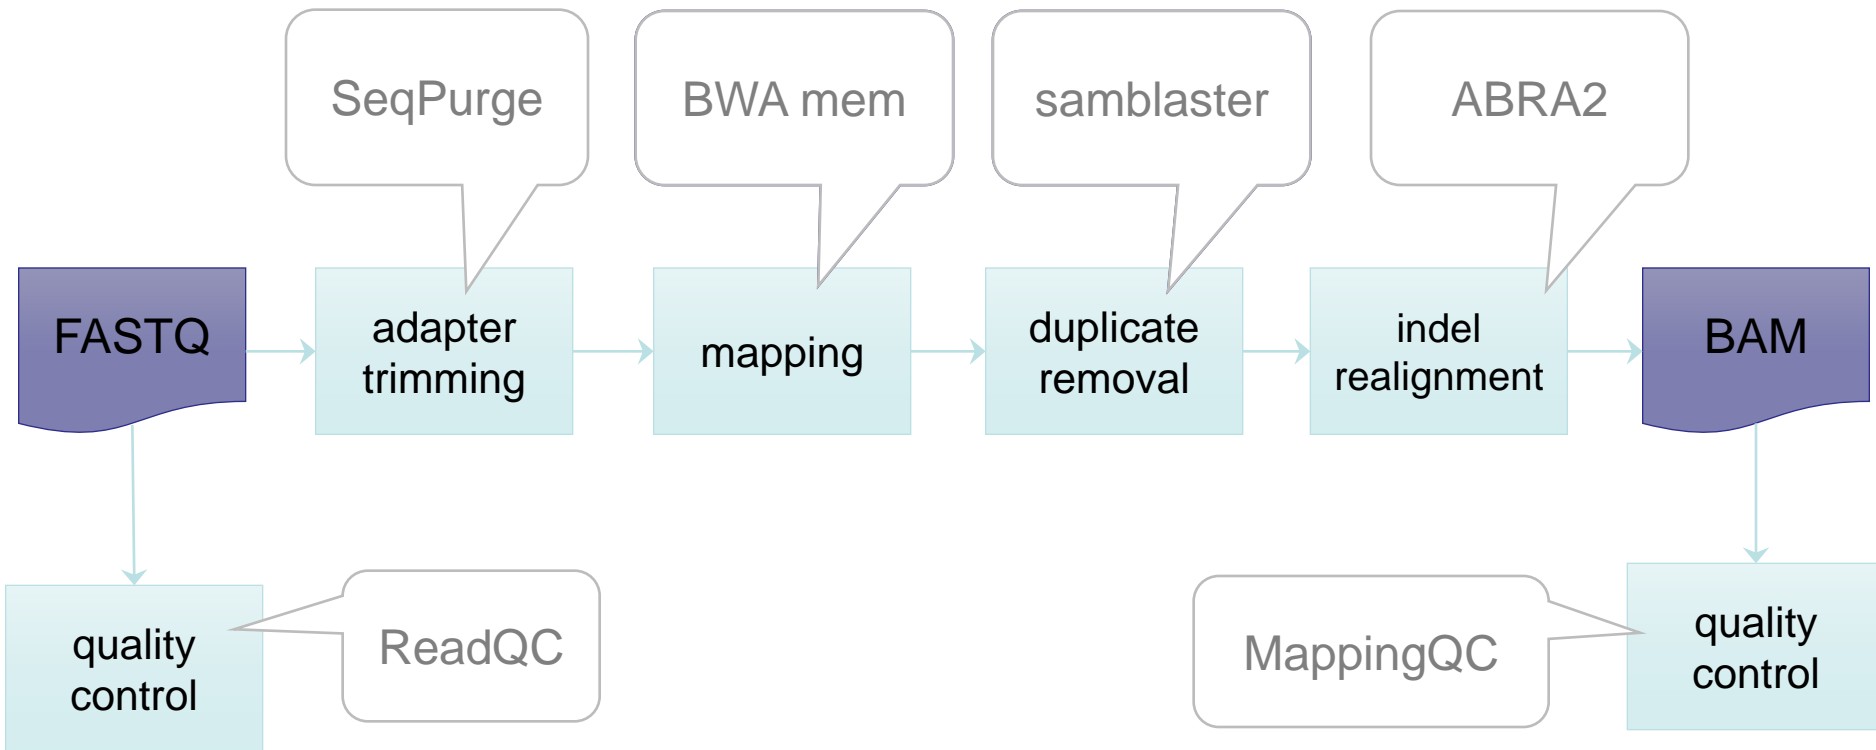 SeqPurge
BWA mem
samblaster
ABRA2
FASTQ
adapter
trimming
mapping
duplicate
removal
indel
realignment
BAM
quality
control
ReadQC
MappingQC
quality
control